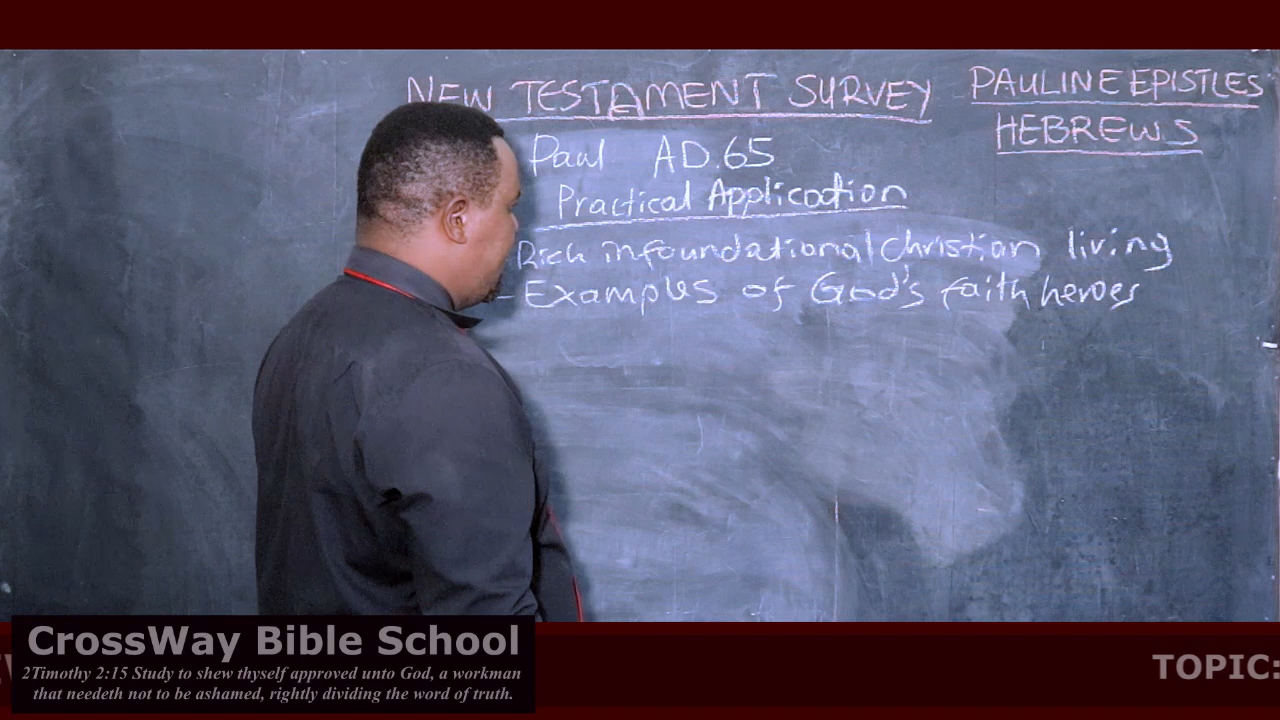 NEW TESTAMENT SURVEY
PAULINE EPISTLES
HEBREWS
Paul AD.65
Practical Application
Rich in foundational Christian living
- Examples of God's faith heroes
CrossWay Bible School
2Timothy 2:15 Study to shew thyself approved unto God, a workman
that needeth not to be ashamed, rightly dividing the word of truth.
TOPIC: